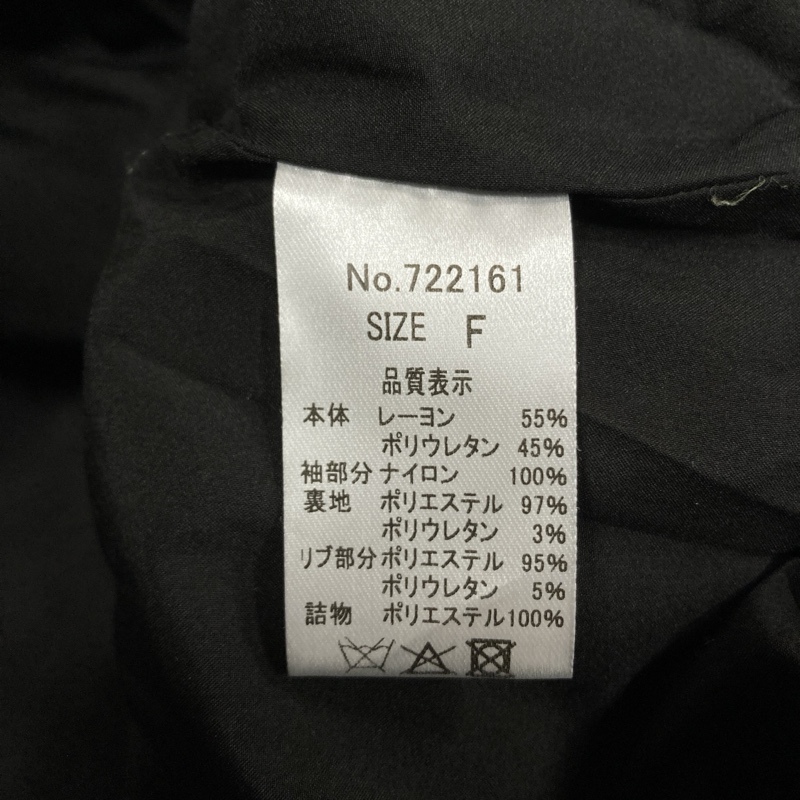 No.722161
SIZE F
品質表示
本体 レーヨン 55%
ポリウレタン 45%
袖部分 ナイロン 100%
裏地 ポリエステル 97%
ポリウレタン 3%
リブ部分 ポリエステル 95%
ポリウレタン 5%
詰物 ポリエステル 100%